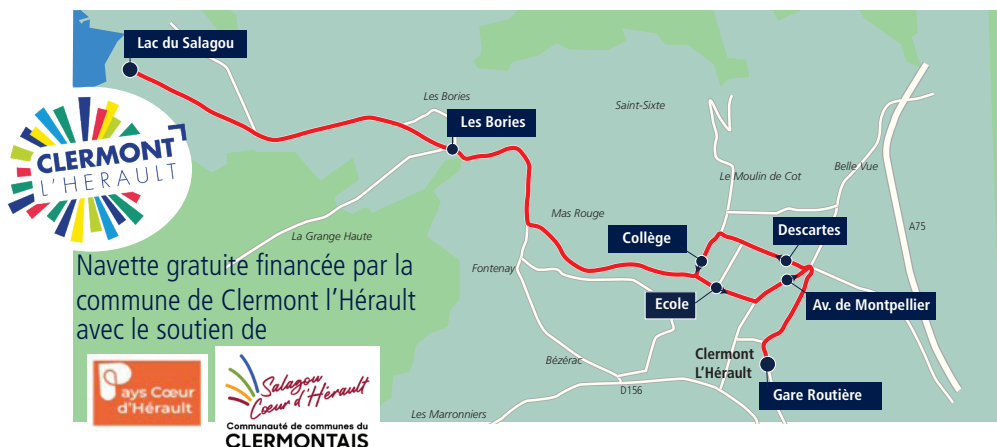 Lac du Salagou
Les Bories
Les Bories
Saint-Sixte
CLERMONT
L'HERAULT
Le Moulin de Cot
Belle Vue
Mas Rouge
La Grange Haute
Collège
Descartes
A75
Navette gratuite financée par la
commune de Clermont l'Hérault
avec le soutien de
Fontenay
Ecole
Av. de Montpellier
Bézérac
Clermont
L'Hérault
D156
Gare Routière
Les Marronniers
Pays Cœur
d'Hérault
Salagou
Cœur d'Hérault
Communauté de communes du
CLERMONTAIS